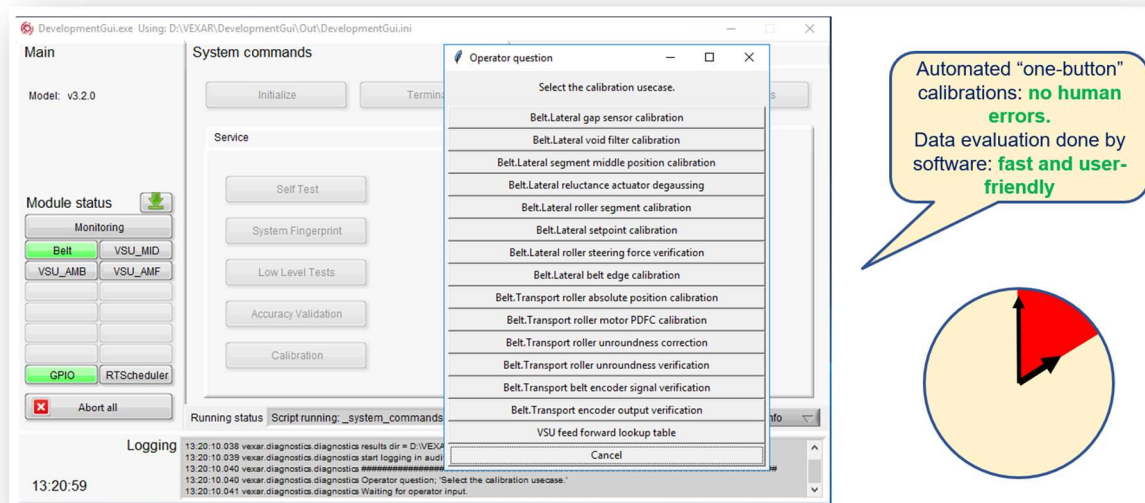 DevelopmentGui.exe Using: D:\VEXAR\DevelopmentGui\Out\DevelopmentGui.ini
Main
System commands
Model: v3.2.0
Initialize
Service
Self Test
System Fingerprint
Low Level Tests
Accuracy Validation
Calibration
Module status
Monitoring
Belt VSU_MID
VSU_AMB VSU_AMF
GPIO RTScheduler
Abort all
Running status Script running: _system_commands
Logging
13:20:10.038 vexar.diagnostics.diagnostics results dir =
13:20:10.039 vexar.diagnostics.diagnostics start logging in
13:20:10.040 vexar.diagnostics.diagnostics
13:20:10.040 vexar.diagnostics.diagnostics Operator question; 'Select the calibration usecase.'
13:20:10.041 vexar.diagnostics.diagnostics Waiting for operator input.
13:20:59
Operator question
Select the calibration usecase.
Belt.Lateral gap sensor calibration
Belt.Lateral void filter calibration
Belt.Lateral segment middle position calibration
Belt.Lateral reluctance actuator degaussing
Belt.Lateral roller segment calibration
Belt.Lateral setpoint calibration
Belt.Lateral roller steering force verification
Belt.Lateral belt edge calibration
Belt.Transport roller absolute position calibration
Belt.Transport roller motor PDFC calibration
Belt.Transport roller unroundness correction
Belt.Transport roller unroundness verification
Belt.Transport belt encoder signal verification
Belt.Transport encoder output verification
VSU feed forward lookup table
Cancel
Automated “one-button”
calibrations: no human
errors.
Data evaluation done by
software: fast and user-
friendly